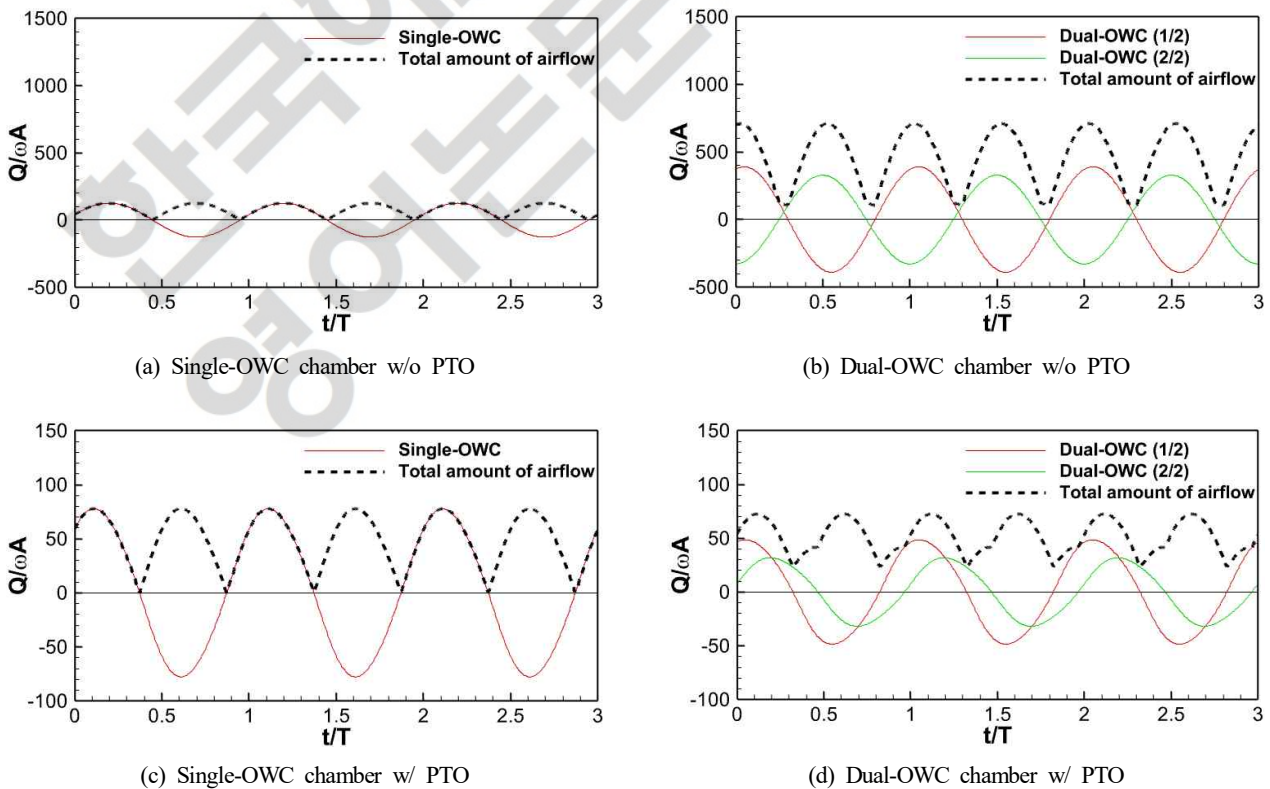 1500
Single-OWC
Total amount of airflow
1000
Q/ωA
500
0
-500
0 0.5 1 1.5 2 2.5 3
t/T
(a) Single-OWC chamber w/o PTO
1500
Dual-OWC (1/2)
Dual-OWC (2/2)
Total amount of airflow
1000
Q/ωA
500
0
-500
0 0.5 1 1.5 2 2.5 3
t/T
(b) Dual-OWC chamber w/o PTO
150
Single-OWC
Total amount of airflow
100
50
Q/ωA
0
-50
-100
0 0.5 1 1.5 2 2.5 3
t/T
(c) Single-OWC chamber w/ PTO
150
Dual-OWC (1/2)
Dual-OWC (2/2)
Total amount of airflow
100
50
Q/ωA
0
-50
-100
0 0.5 1 1.5 2 2.5 3
t/T
(d) Dual-OWC chamber w/ PTO